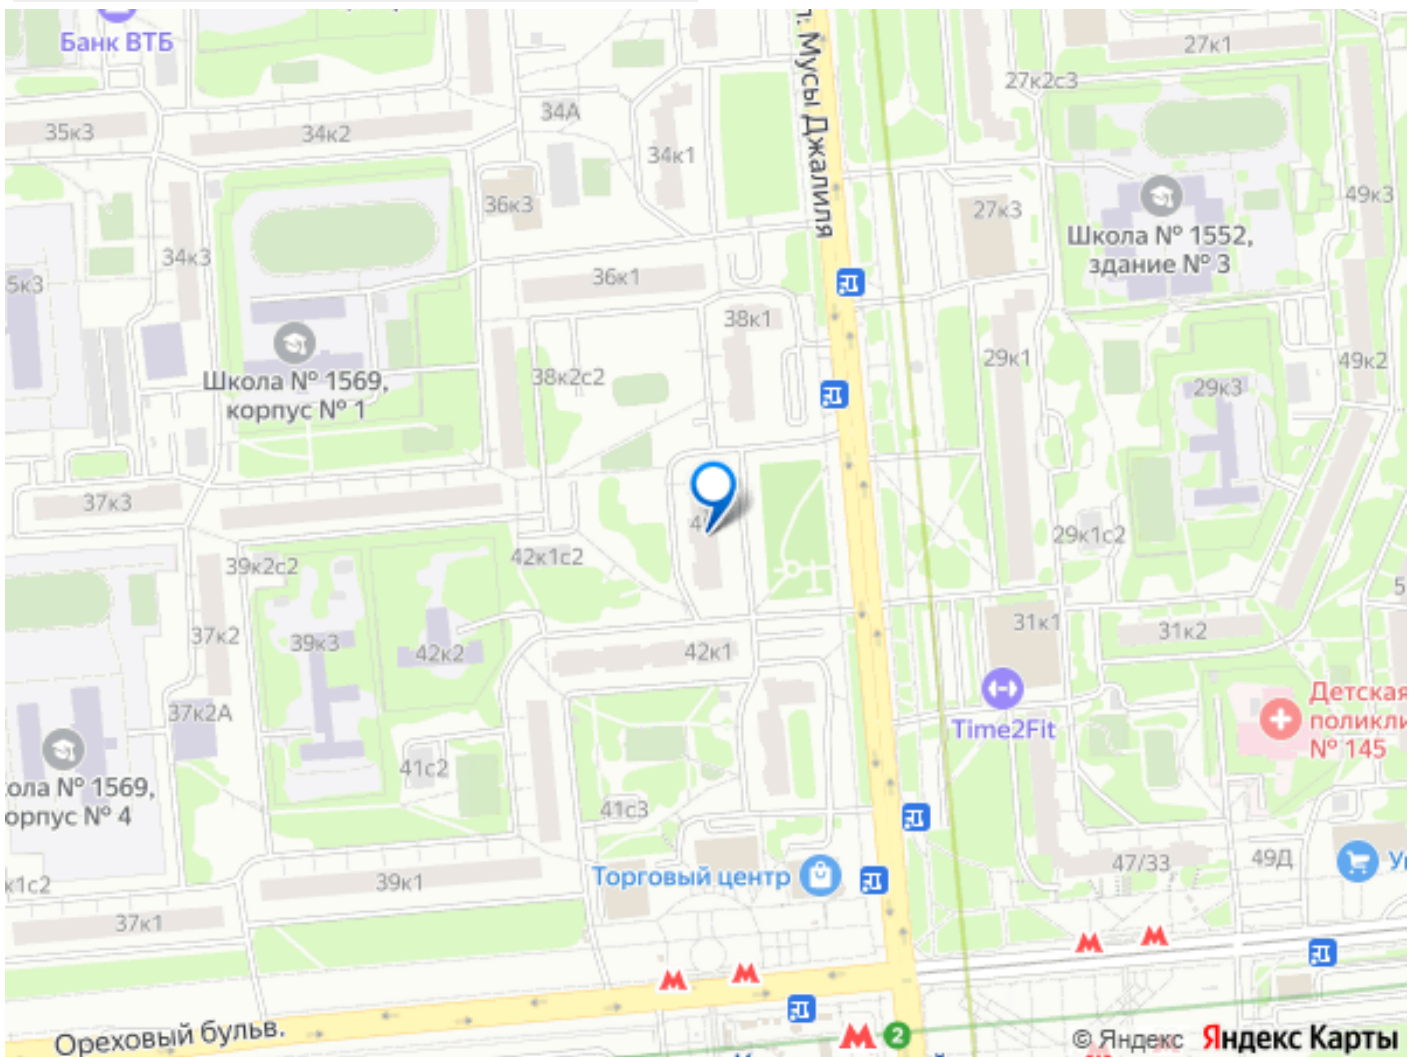 Банк ВТБ
ул. Мусы Джалиля
27к1
27к2с3
34А
35к3
34к2
34к1
36к3
27к3
49к3
Школа № 1552,
здание № 3
34к3
5к3
36к1
38к1
Школа № 1569,
корпус № 1
38к2с2
29к1
49к2
29к3
37к3
39к2с2
42к1с2
29к1с2
37к2
39к3
42к2
42к1
31к1
31к2
Time2Fit
Детская
поликли
№ 145
37к2А
41с2
ола № 1569,
орпус № 4
41с3
к1с2
39к1
Торговый центр
47/33
49Д
37к1
Ореховый бульв.
2
© Яндекс Яндекс Карты